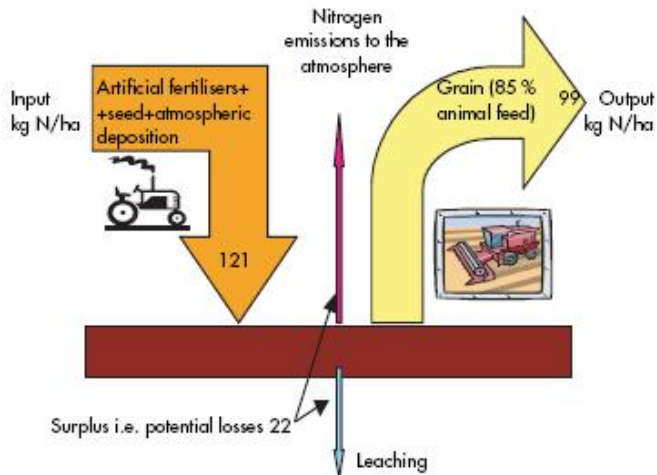 Nitrogen
emissions to the
atmosphere
Input
kg N/ha
Artificial fertilisers+
+seed+atmospheric
deposition
121
Grain (85 %
animal feed)
99
Output
kg N/ha
Surplus i.e. potential losses 22
Leaching